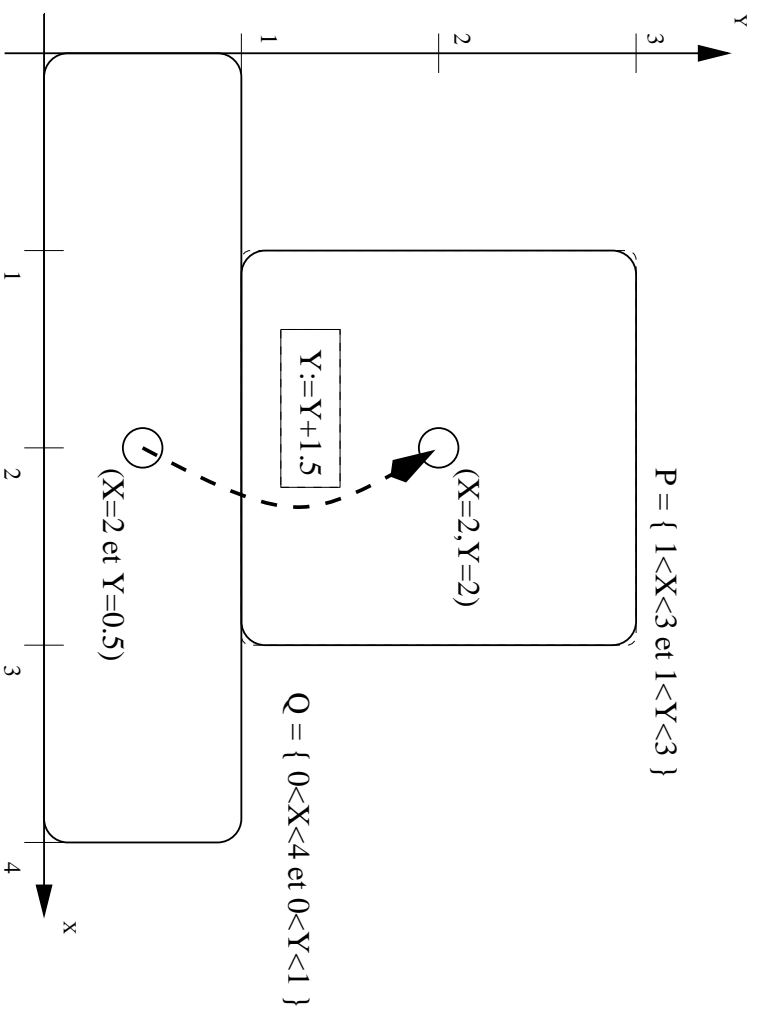 Y
3
P = { 1<X<3 et 1<Y<3 }
2
(X=2,Y=2)
Y:=Y+1.5
1
Q = { 0<X<4 et 0<Y<1 }
(X=2 et Y=0.5)
X
1
2
3
4